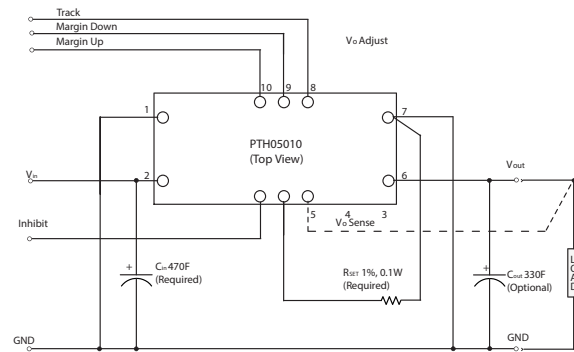 Track
Margin Down
Margin Up
Vo Adjust
10 9 8
1
7
PTH05010
(Top View)
Vin
2
6
Vout
5 4 3
Vo Sense
Inhibit
+
Cin 470F
(Required)
RSET 1%, 0.1W
(Required)
+
Cout 330F
(Optional)
L
O
A
D
GND
GND